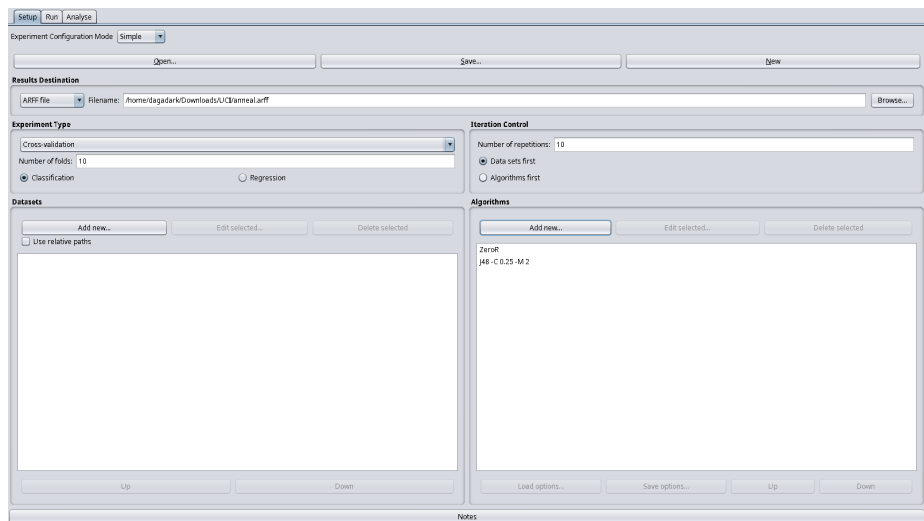 Setup Run Analyse
Experiment Configuration Mode Simple
Open... Save... New
Results Destination
ARFF file Filename: /home/dagadark/Downloads/UCI/anneal.arff Browse...
Experiment Type
Cross-validation
Number of folds: 10
Classification Regression
Iteration Control
Number of repetitions: 10
Data sets first
Algorithms first
Datasets
Add new... Edit selected... Delete selected
Use relative paths
Up Down
Algorithms
Add new... Edit selected... Delete selected
ZeroR
J48 -C 0.25 -M 2
Load options... Save options... Up Down
Notes